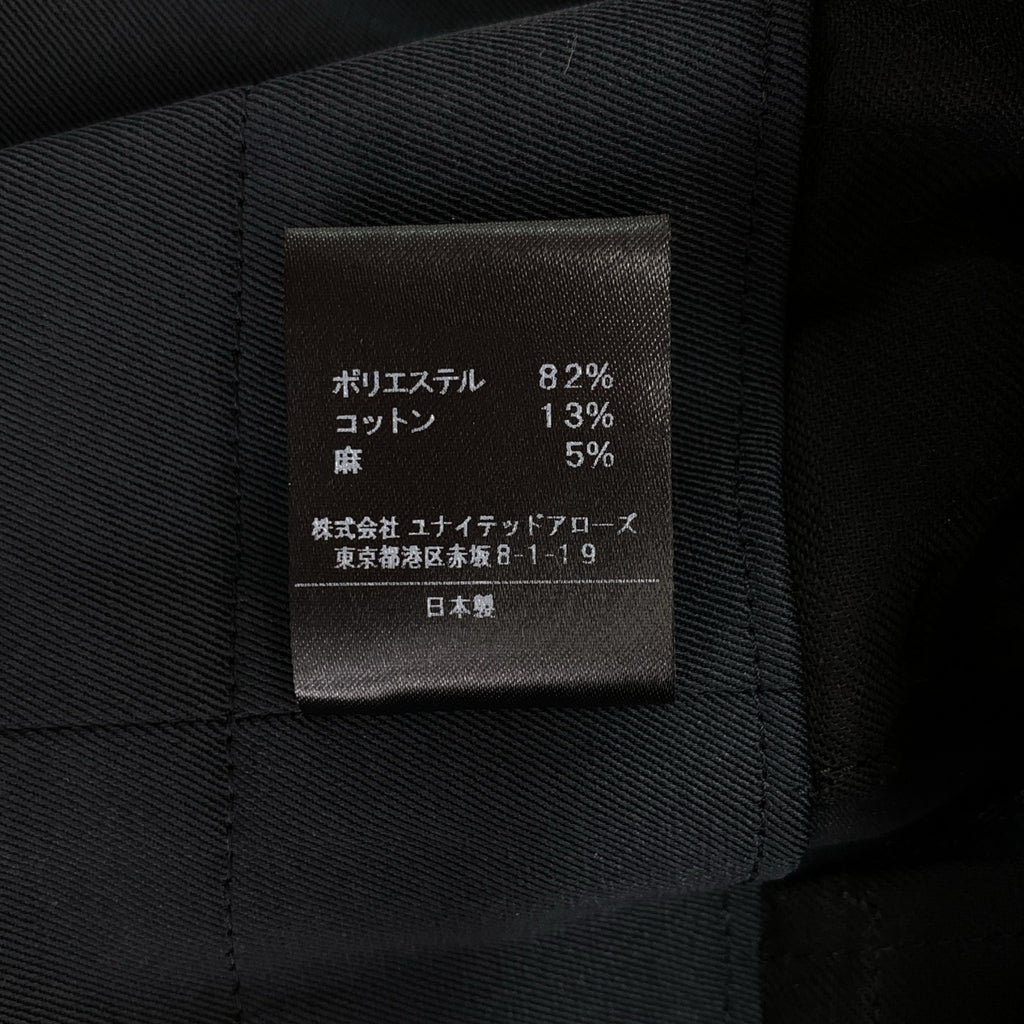 ポリエステル 82%
コットン 13%
麻 5%
株式会社 ユナイテッドアローズ
東京都港区赤坂8-1-19
日本製